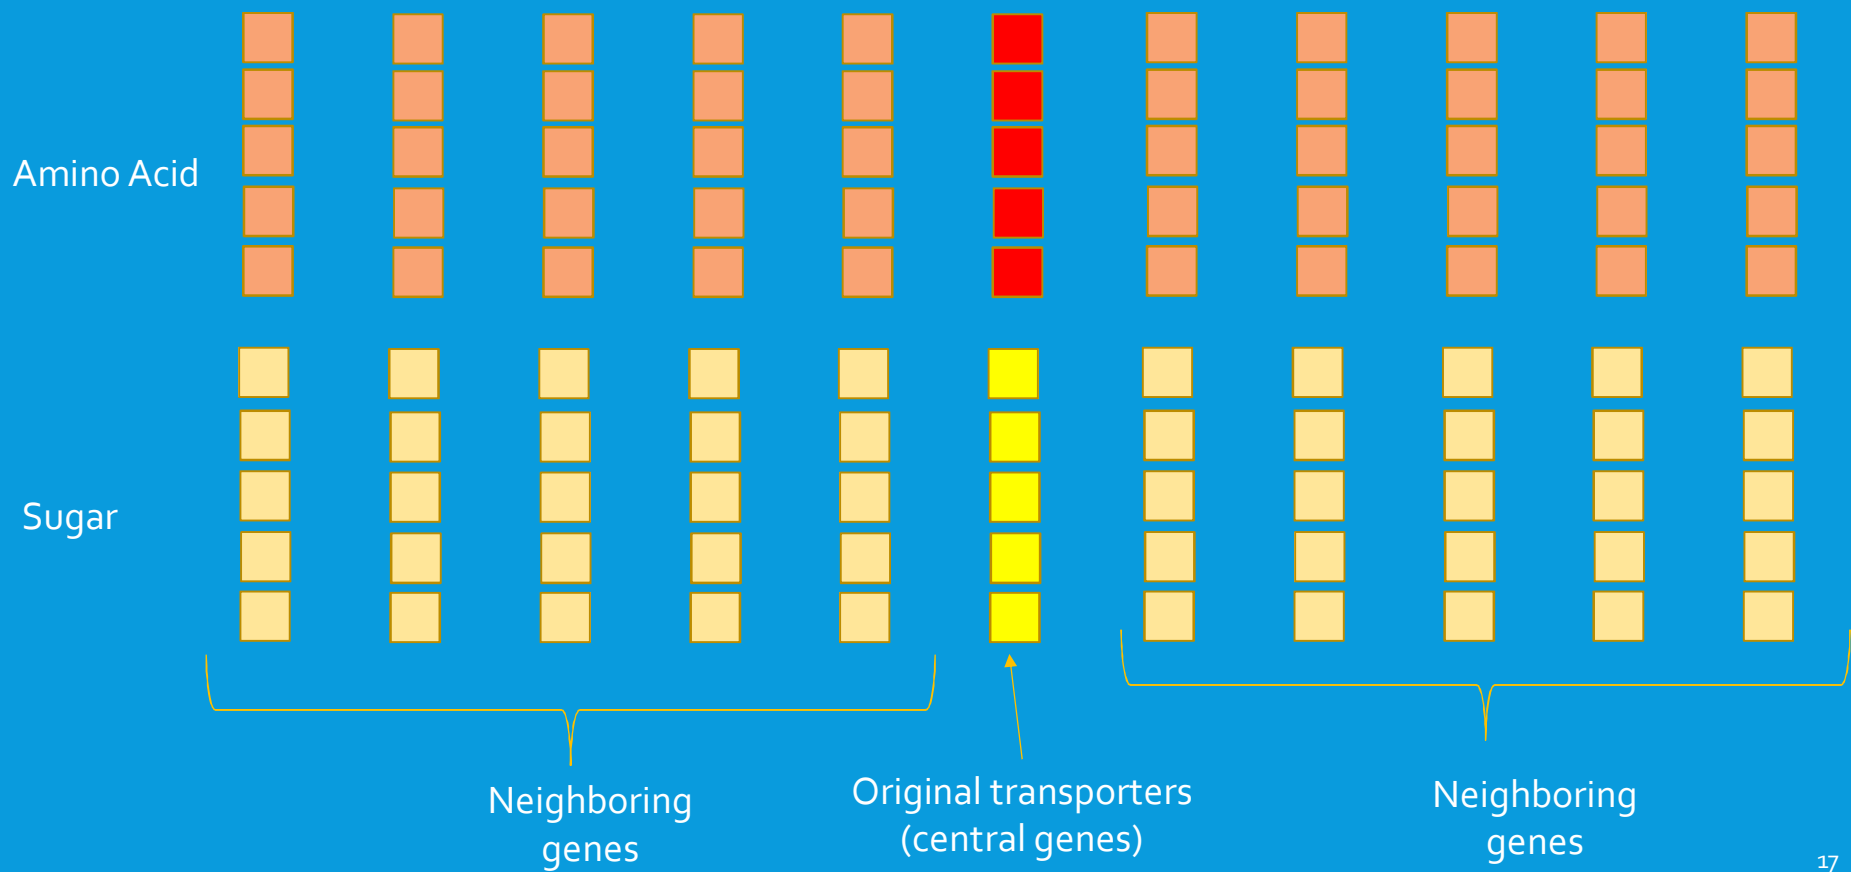 Amino Acid
Sugar
Neighboring
genes
Original transporters
(central genes)
Neighboring
genes
17